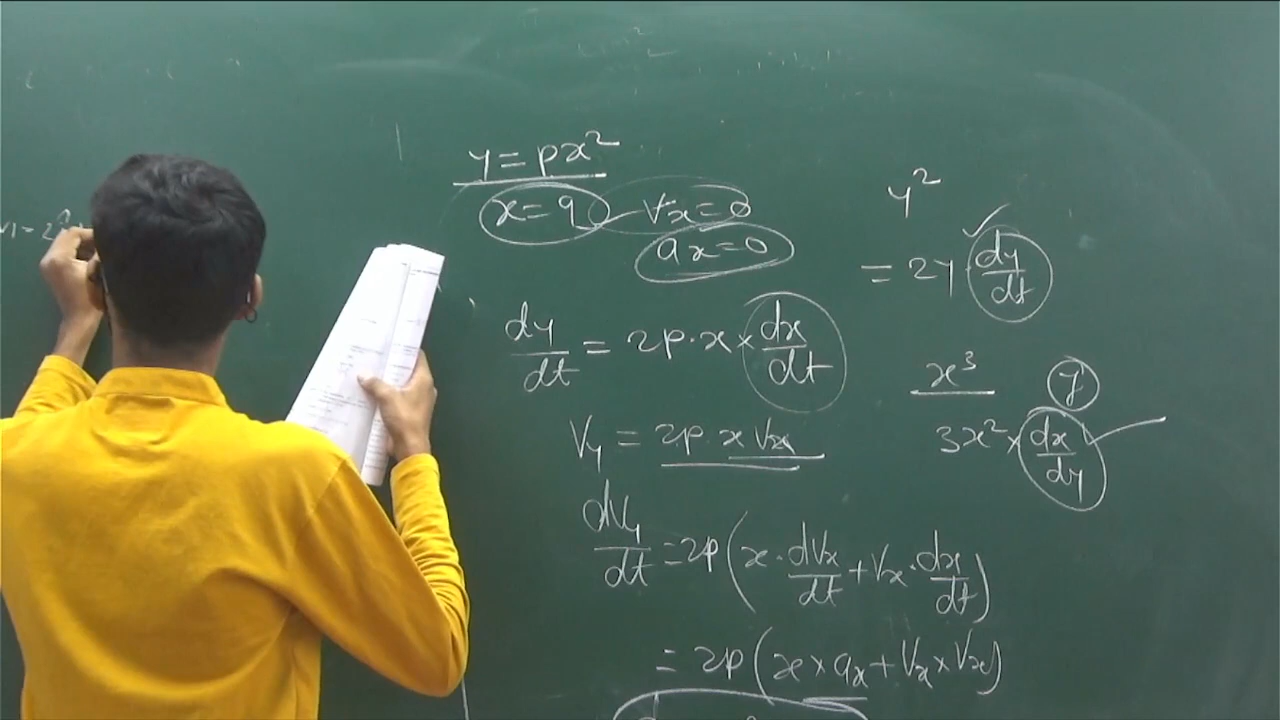 y = px²
x = q   Vx = 0
ax = 0
dy/dt = 2p · x × dx/dt
Vy = 2p · x Vx
dVy/dt = 2p(x · dVx/dt + Vx · dx/dt)
= 2p(x × ax + Vx × Vx)
y²
= 2y dy/dt
x³   y
3x² × dx/dy